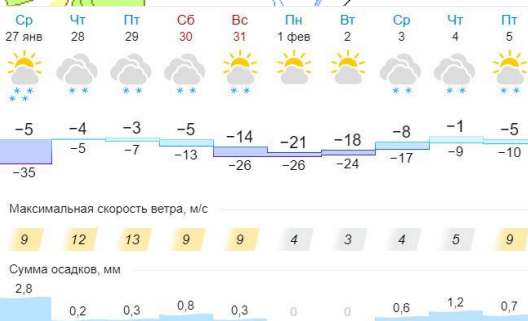 Ср Чт Пт Сб Вс Пн Вт Ср Чт Пт
27 янв 28 29 30 31 1 фев 2 3 4 5
−5 −4 −3 −5 −14 −21 −18 −8 −1 −5
−35 −5 −7 −13 −26 −26 −24 −17 −9 −10
Максимальная скорость ветра, м/с
9 12 13 9 9 4 3 4 5 9
Сумма осадков, мм
2,8 0,2 0,3 0,8 0,3 0 0 0,6 1,2 0,7